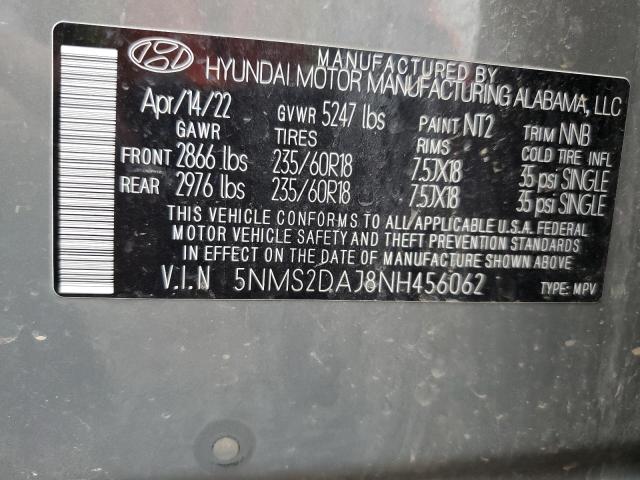 MANUFACTURED BY
HYUNDAI MOTOR MANUFACTURING ALABAMA, LLC
Apr/14/22 GVWR 5247 lbs PAINT NT2 TRIM NNB
GAWR TIRES RIMS COLD TIRE INFL
FRONT 2866 lbs 235/60R18 7.5JX18 35 psi SINGLE
REAR 2976 lbs 235/60R18 7.5JX18 35 psi SINGLE
THIS VEHICLE CONFORMS TO ALL/APPLICABLE U.S.A. FEDERAL
MOTOR VEHICLE SAFETY AND THEFT PREVENTION STANDARDS
IN EFFECT ON THE DATE OF MANUFACTURE SHOWN ABOVE.
V.I.N 5NMS2DAJ8NH456062 TYPE: MPV